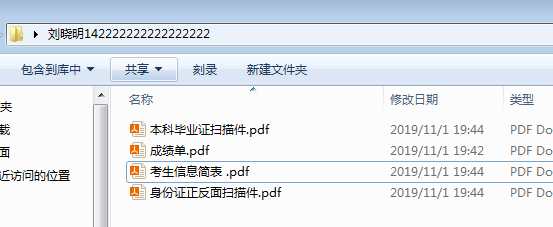 刘晓明142222222222222222
包含到库中 共享 刻录 新建文件夹
夹 名称 修改日期 类型
载 本科毕业证扫描件.pdf 2019/11/1 19:44 PDF Do
面 成绩单.pdf 2019/11/1 19:42 PDF Do
近访问的位置 考生信息简表 .pdf 2019/11/1 19:44 PDF Do
身份证正反面扫描件.pdf 2019/11/1 19:44 PDF Do